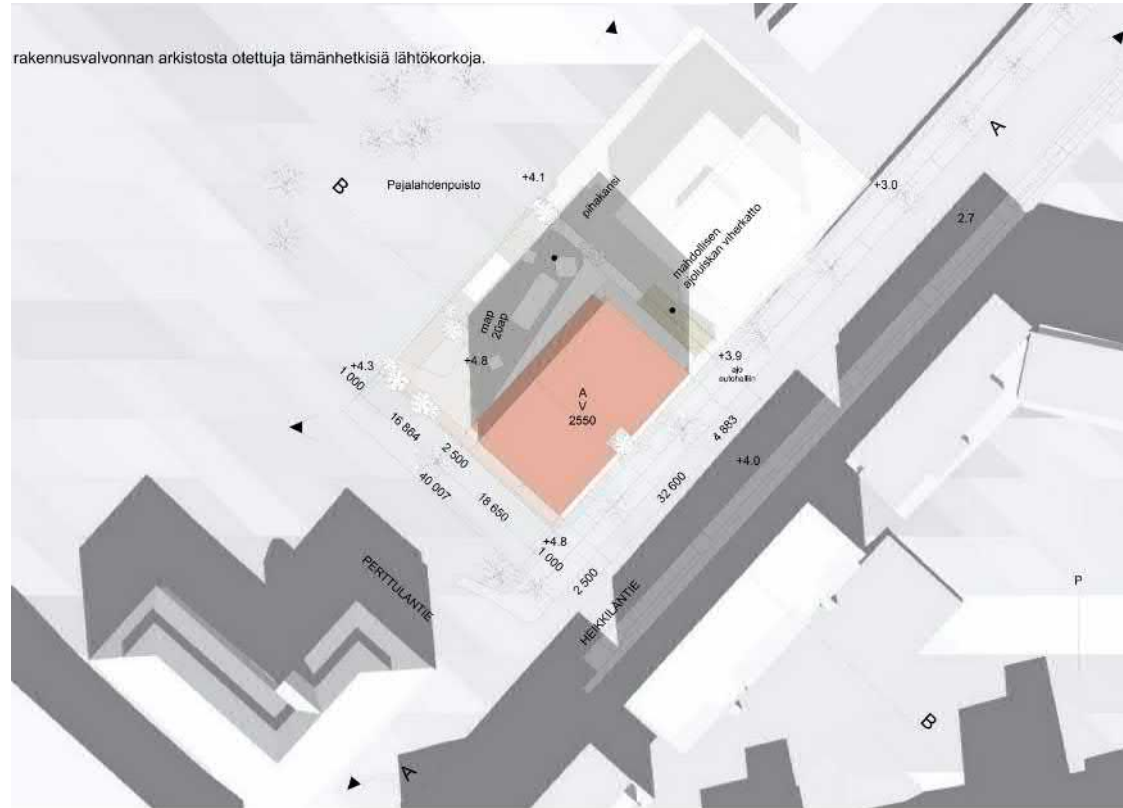 rakennusvalvonnan arkistosta otettuja tämänhetkisiä lähtökorkoja.
A
B
Pajalahdenpuisto
+4.1
pihakansi
+3.0
2.7
mahdollisen
ajoluiskan viherkatto
map
20ap
+4.3
+4.8
+3.9
ajo
autohalliin
1 000
A
V
2550
16 864
2 500
4 883
+4.0
40 007
18 650
32 600
+4.8
1 000
2 500
PERTTULANTIE
HEIKKILANTIE
P
B
A